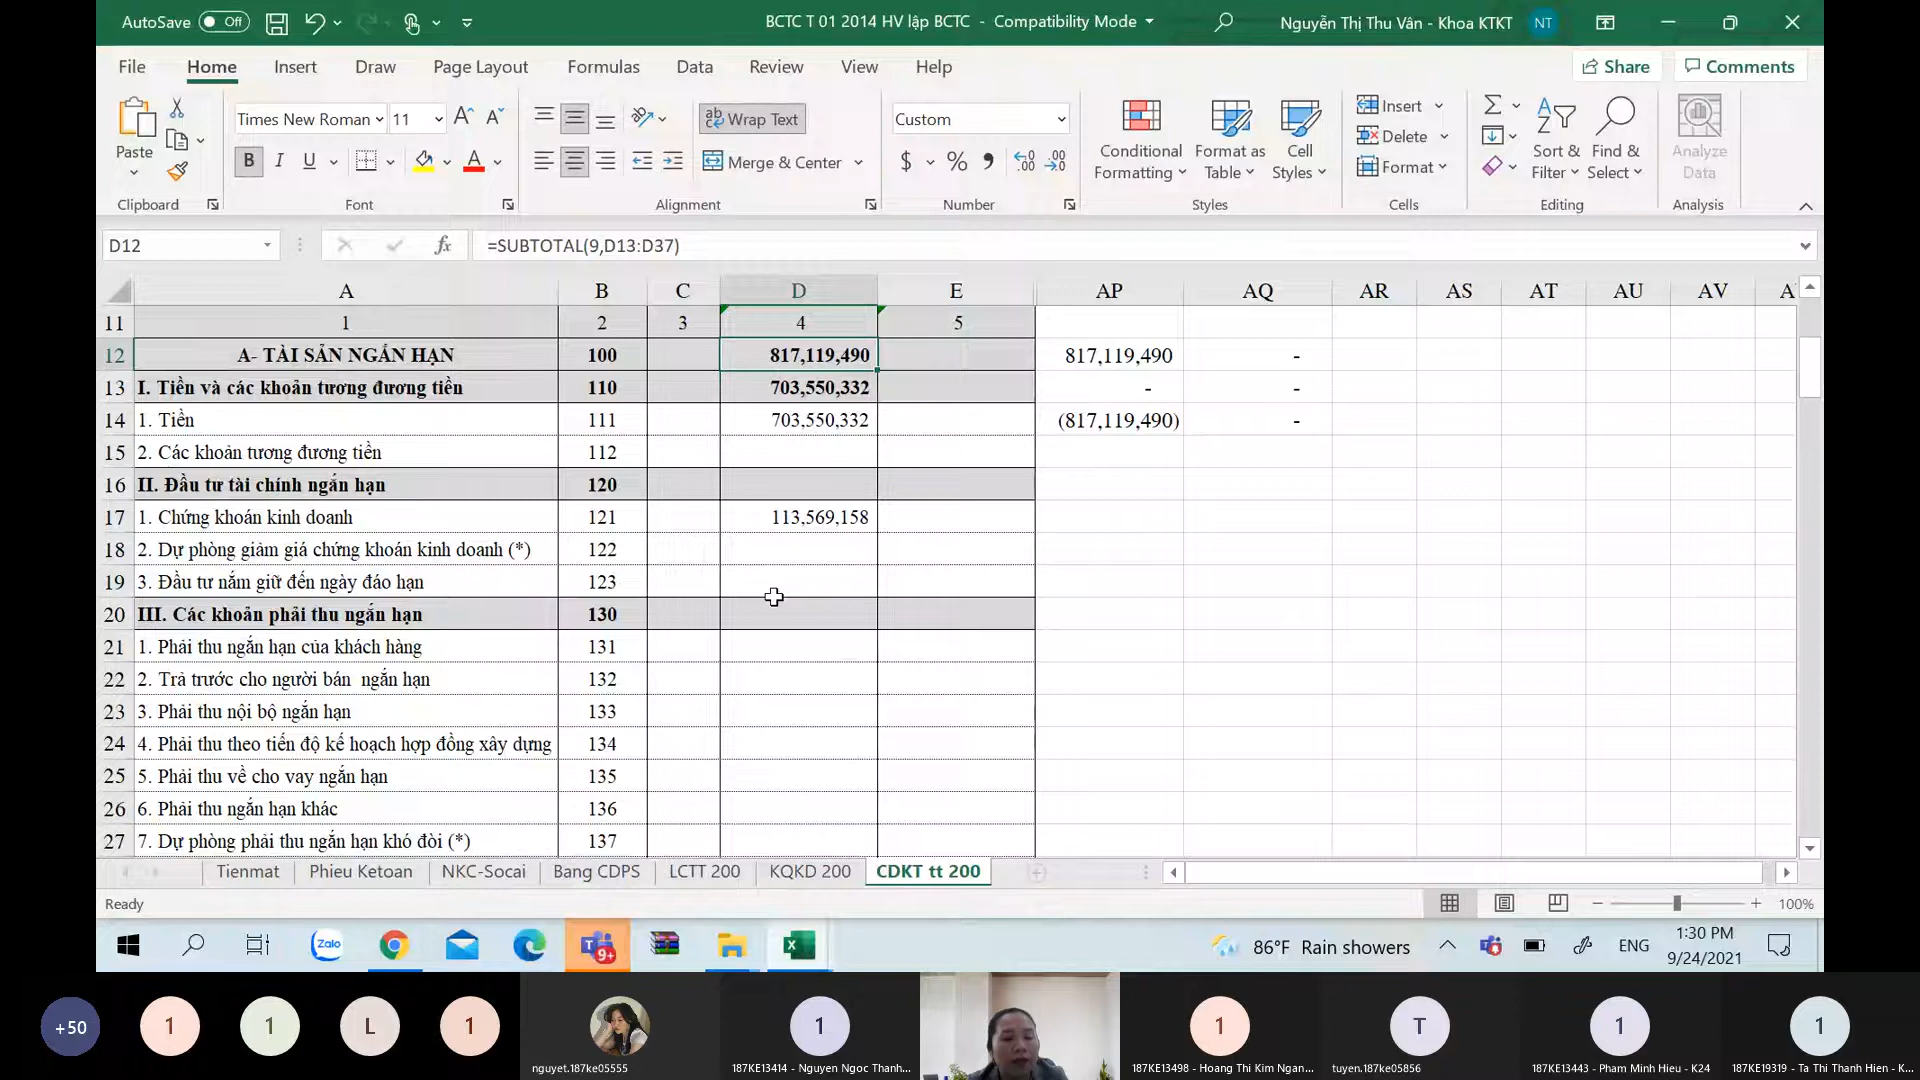 AutoSave Off BCTC T 01 2014 HV lập BCTC - Compatibility Mode Nguyễn Thị Thu Vân - Khoa KTKT NT
File Home Insert Draw Page Layout Formulas Data Review View Help Share Comments
Paste
Clipboard
Times New Roman 11
B I U A
Font
Wrap Text
Merge & Center
Alignment
Custom
$ %
Number
Conditional Formatting
Format as Table
Cell Styles
Styles
Insert
Delete
Format
Cells
Sort & Filter
Find & Select
Editing
Analyze Data
Analysis
D12 fx =SUBTOTAL(9,D13:D37)
A B C D E AP AQ AR AS AT AU AV A
11 1 2 3 4 5
12 A- TÀI SẢN NGẮN HẠN 100 817,119,490 817,119,490 -
13 I. Tiền và các khoản tương đương tiền 110 703,550,332 - -
14 1. Tiền 111 703,550,332 (817,119,490) -
15 2. Các khoản tương đương tiền 112
16 II. Đầu tư tài chính ngắn hạn 120
17 1. Chứng khoán kinh doanh 121 113,569,158
18 2. Dự phòng giảm giá chứng khoán kinh doanh (*) 122
19 3. Đầu tư nắm giữ đến ngày đáo hạn 123
20 III. Các khoản phải thu ngắn hạn 130
21 1. Phải thu ngắn hạn của khách hàng 131
22 2. Trả trước cho người bán ngắn hạn 132
23 3. Phải thu nội bộ ngắn hạn 133
24 4. Phải thu theo tiến độ kế hoạch hợp đồng xây dựng 134
25 5. Phải thu về cho vay ngắn hạn 135
26 6. Phải thu ngắn hạn khác 136
27 7. Dự phòng phải thu ngắn hạn khó đòi (*) 137
Tienmat Phieu Ketoan NKC-Socai Bang CDPS LCTT 200 KQKD 200 CDKT tt 200
Ready 100%
Zalo 9+ 86°F Rain showers ENG 1:30 PM
9/24/2021
+50 1 1 L 1 1 1 T 1 1
nguyet.187ke05555 187KE13414 - Nguyen Ngoc Thanh... 187KE13498 - Hoang Thi Kim Ngan... tuyen.187ke05856 187KE13443 - Pham Minh Hieu - K24 187KE19319 - Ta Thi Thanh Hien - K...